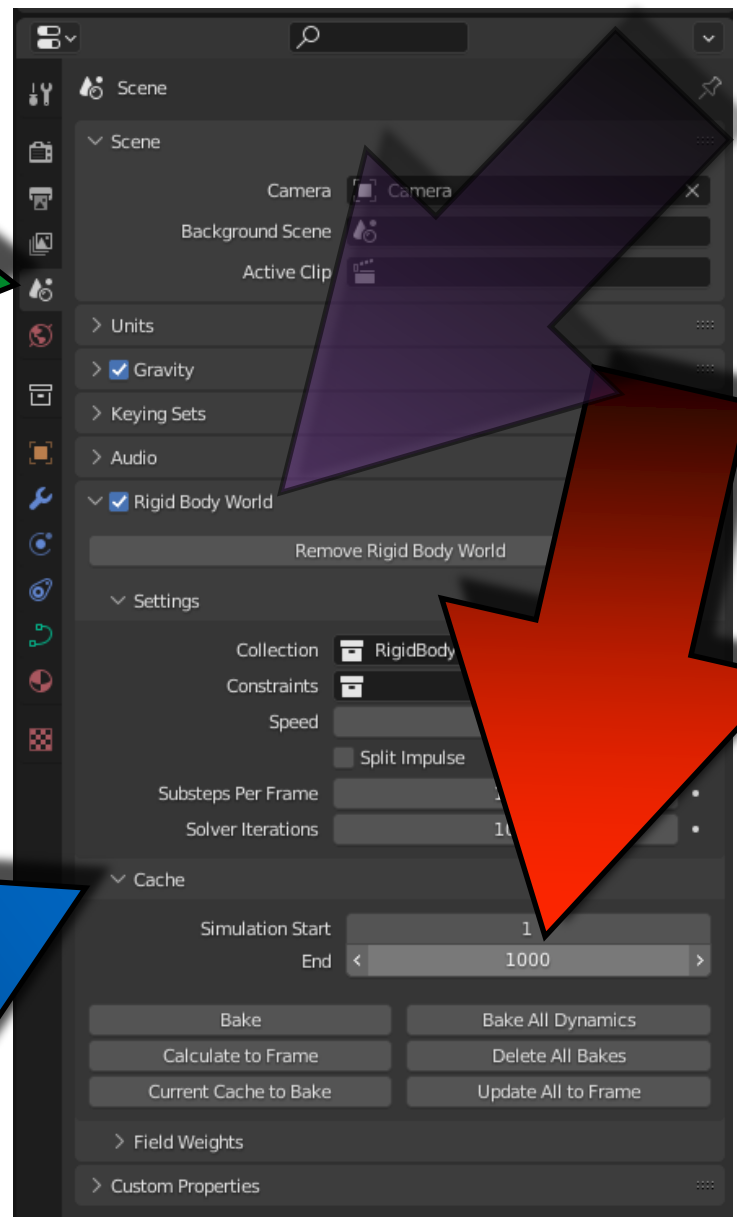 Scene
Scene
Camera Camera
Background Scene
Active Clip
Units
Gravity
Keying Sets
Audio
Rigid Body World
Remove Rigid Body World
Settings
Collection RigidBody
Constraints
Speed
Split Impulse
Substeps Per Frame
Solver Iterations
Cache
Simulation Start 1
End 1000
Bake Bake All Dynamics
Calculate to Frame Delete All Bakes
Current Cache to Bake Update All to Frame
Field Weights
Custom Properties